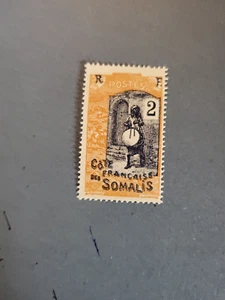 POSTES
R F
2
CÔTE
FRANÇAISE
DES SOMALIS